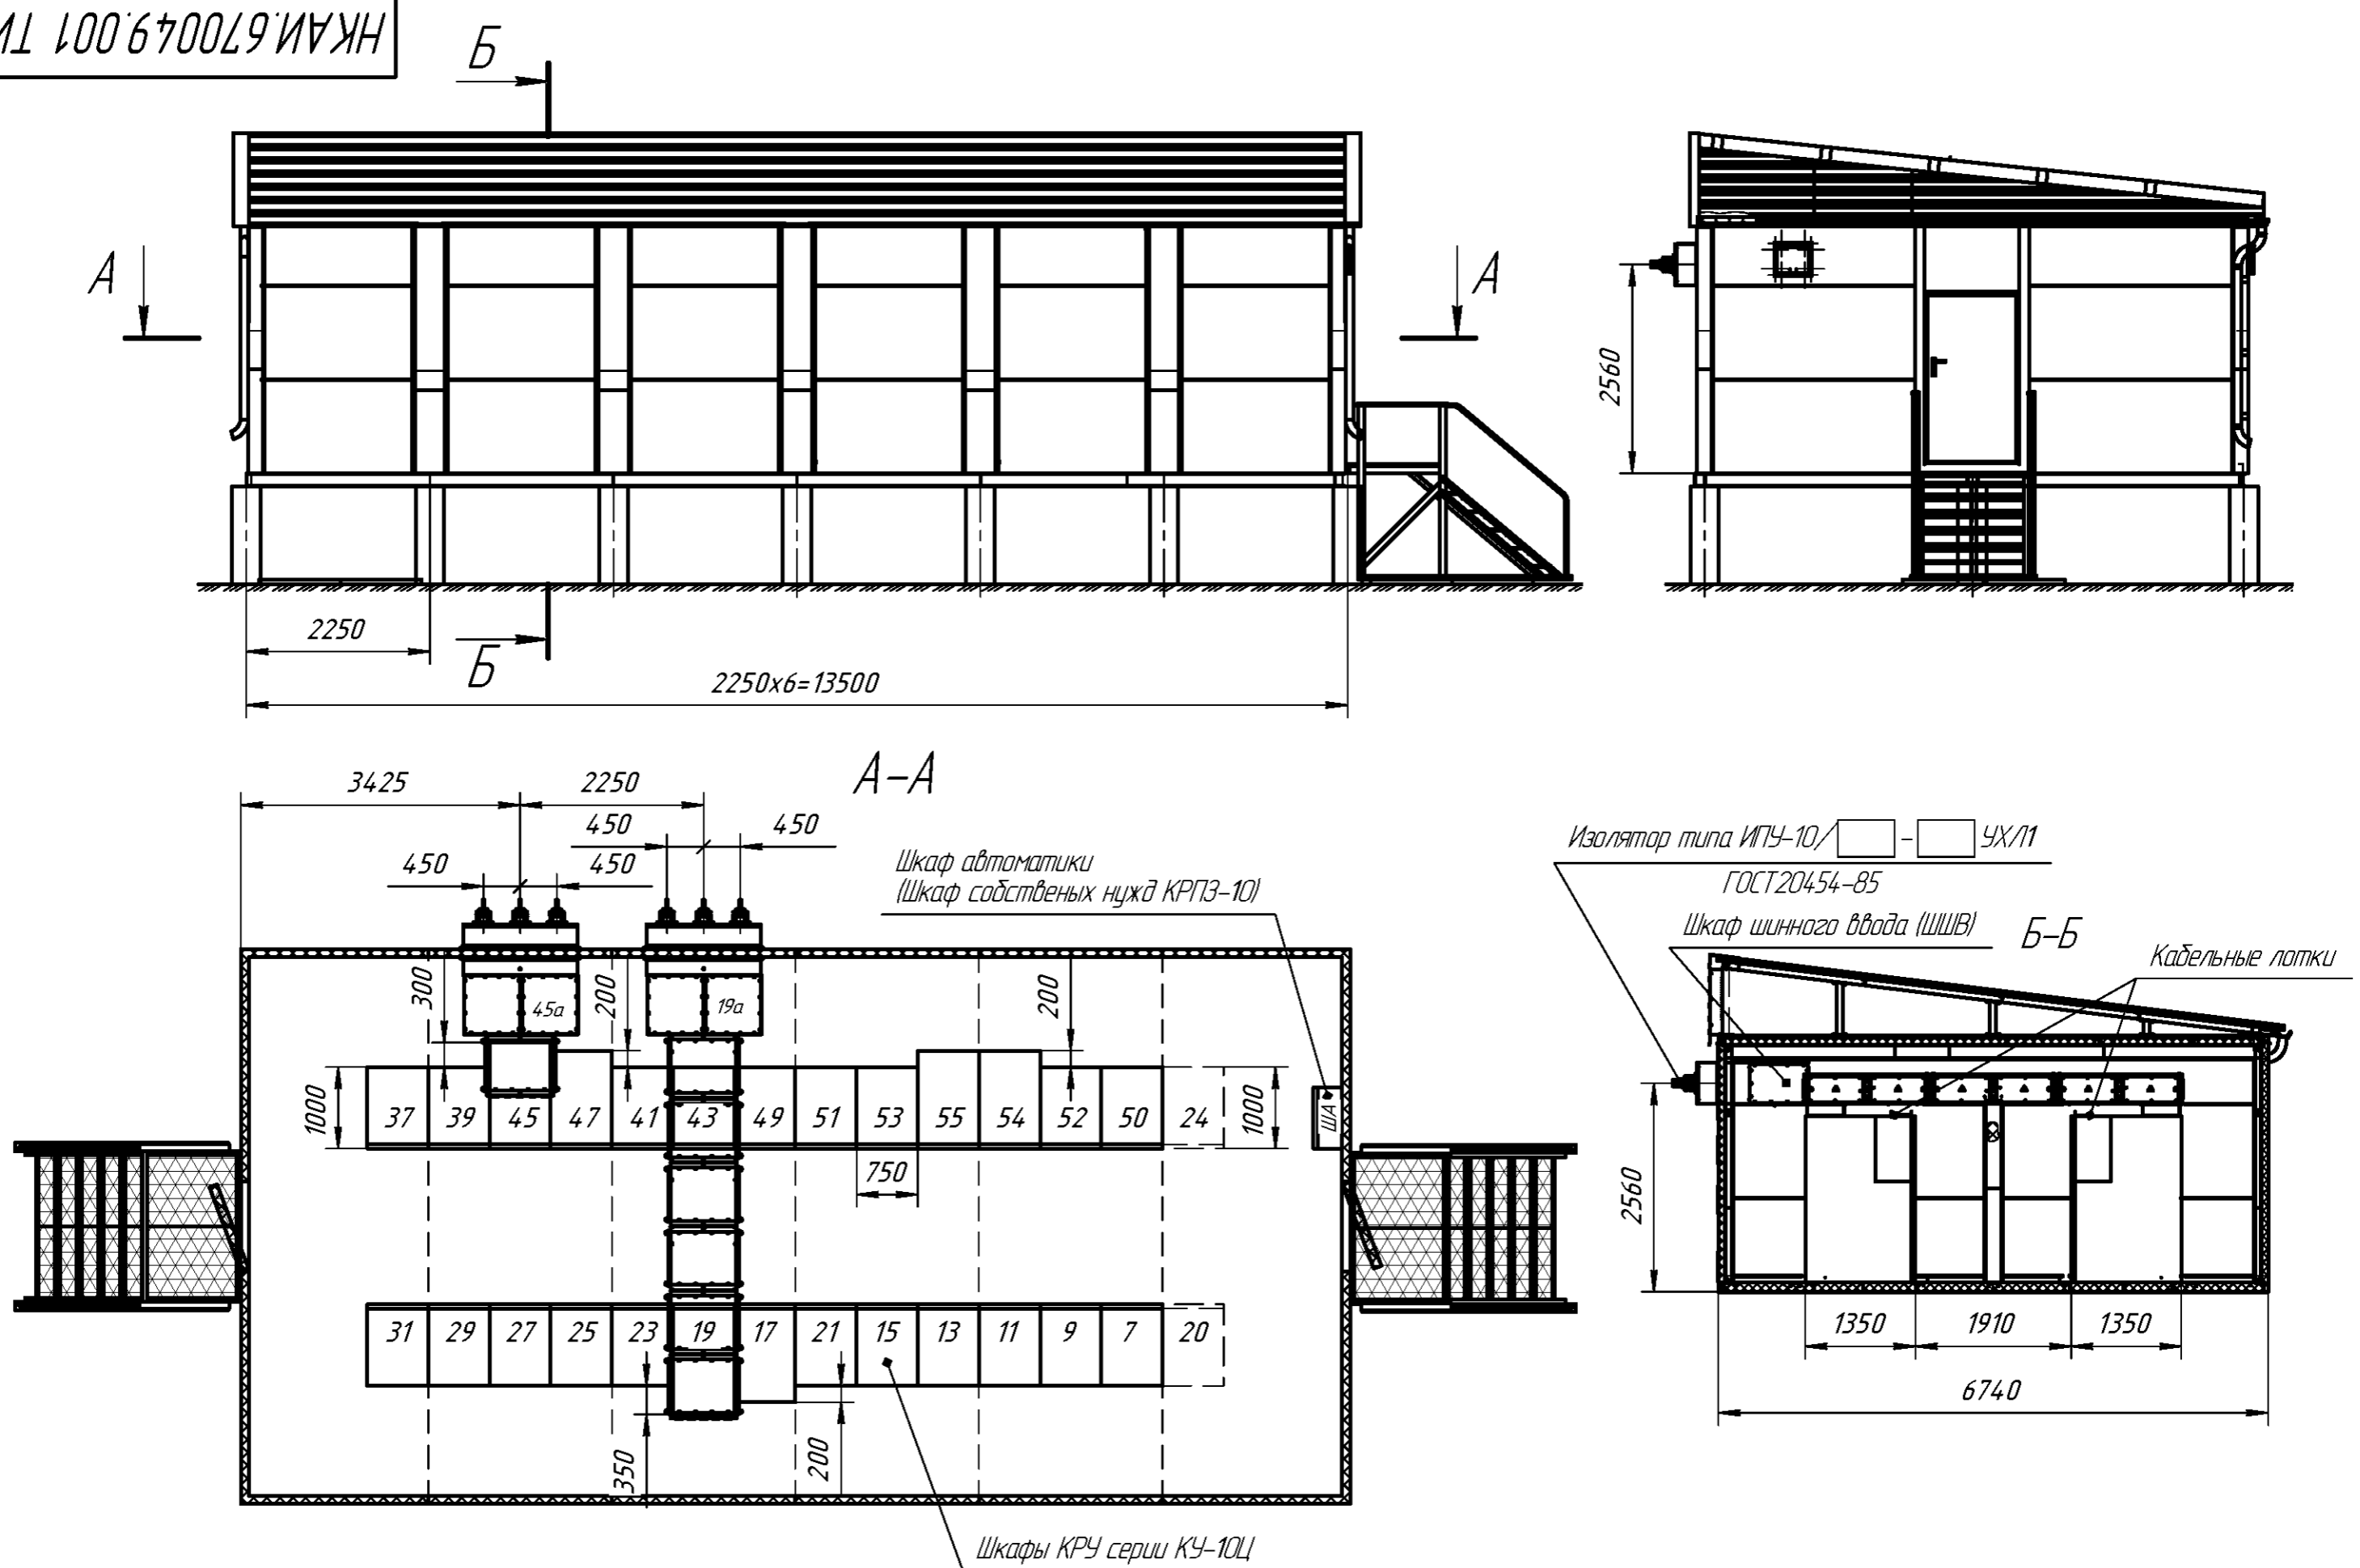 НКАИ.670049.001 ТИ
Б
А
А
2560
2250
Б
2250х6=13500
А-А
3425
2250
450
450
450
450
Шкаф автоматики
(Шкаф собственых нужд КРПЗ-10)
300
45а
200
19а
200
1000
37 39 45 47 41 43 49 51 53 55 54 52 50 24
1000
ША
750
31 29 27 25 23 19 17 21 15 13 11 9 7 20
350
200
Шкафы КРУ серии КУ-10Ц
Изолятор типа ИПУ-10/ - УХЛ1
ГОСТ20454-85
Шкаф шинного ввода (ШШВ)
Б-Б
Кабельные лотки
2560
1350
1910
1350
6740